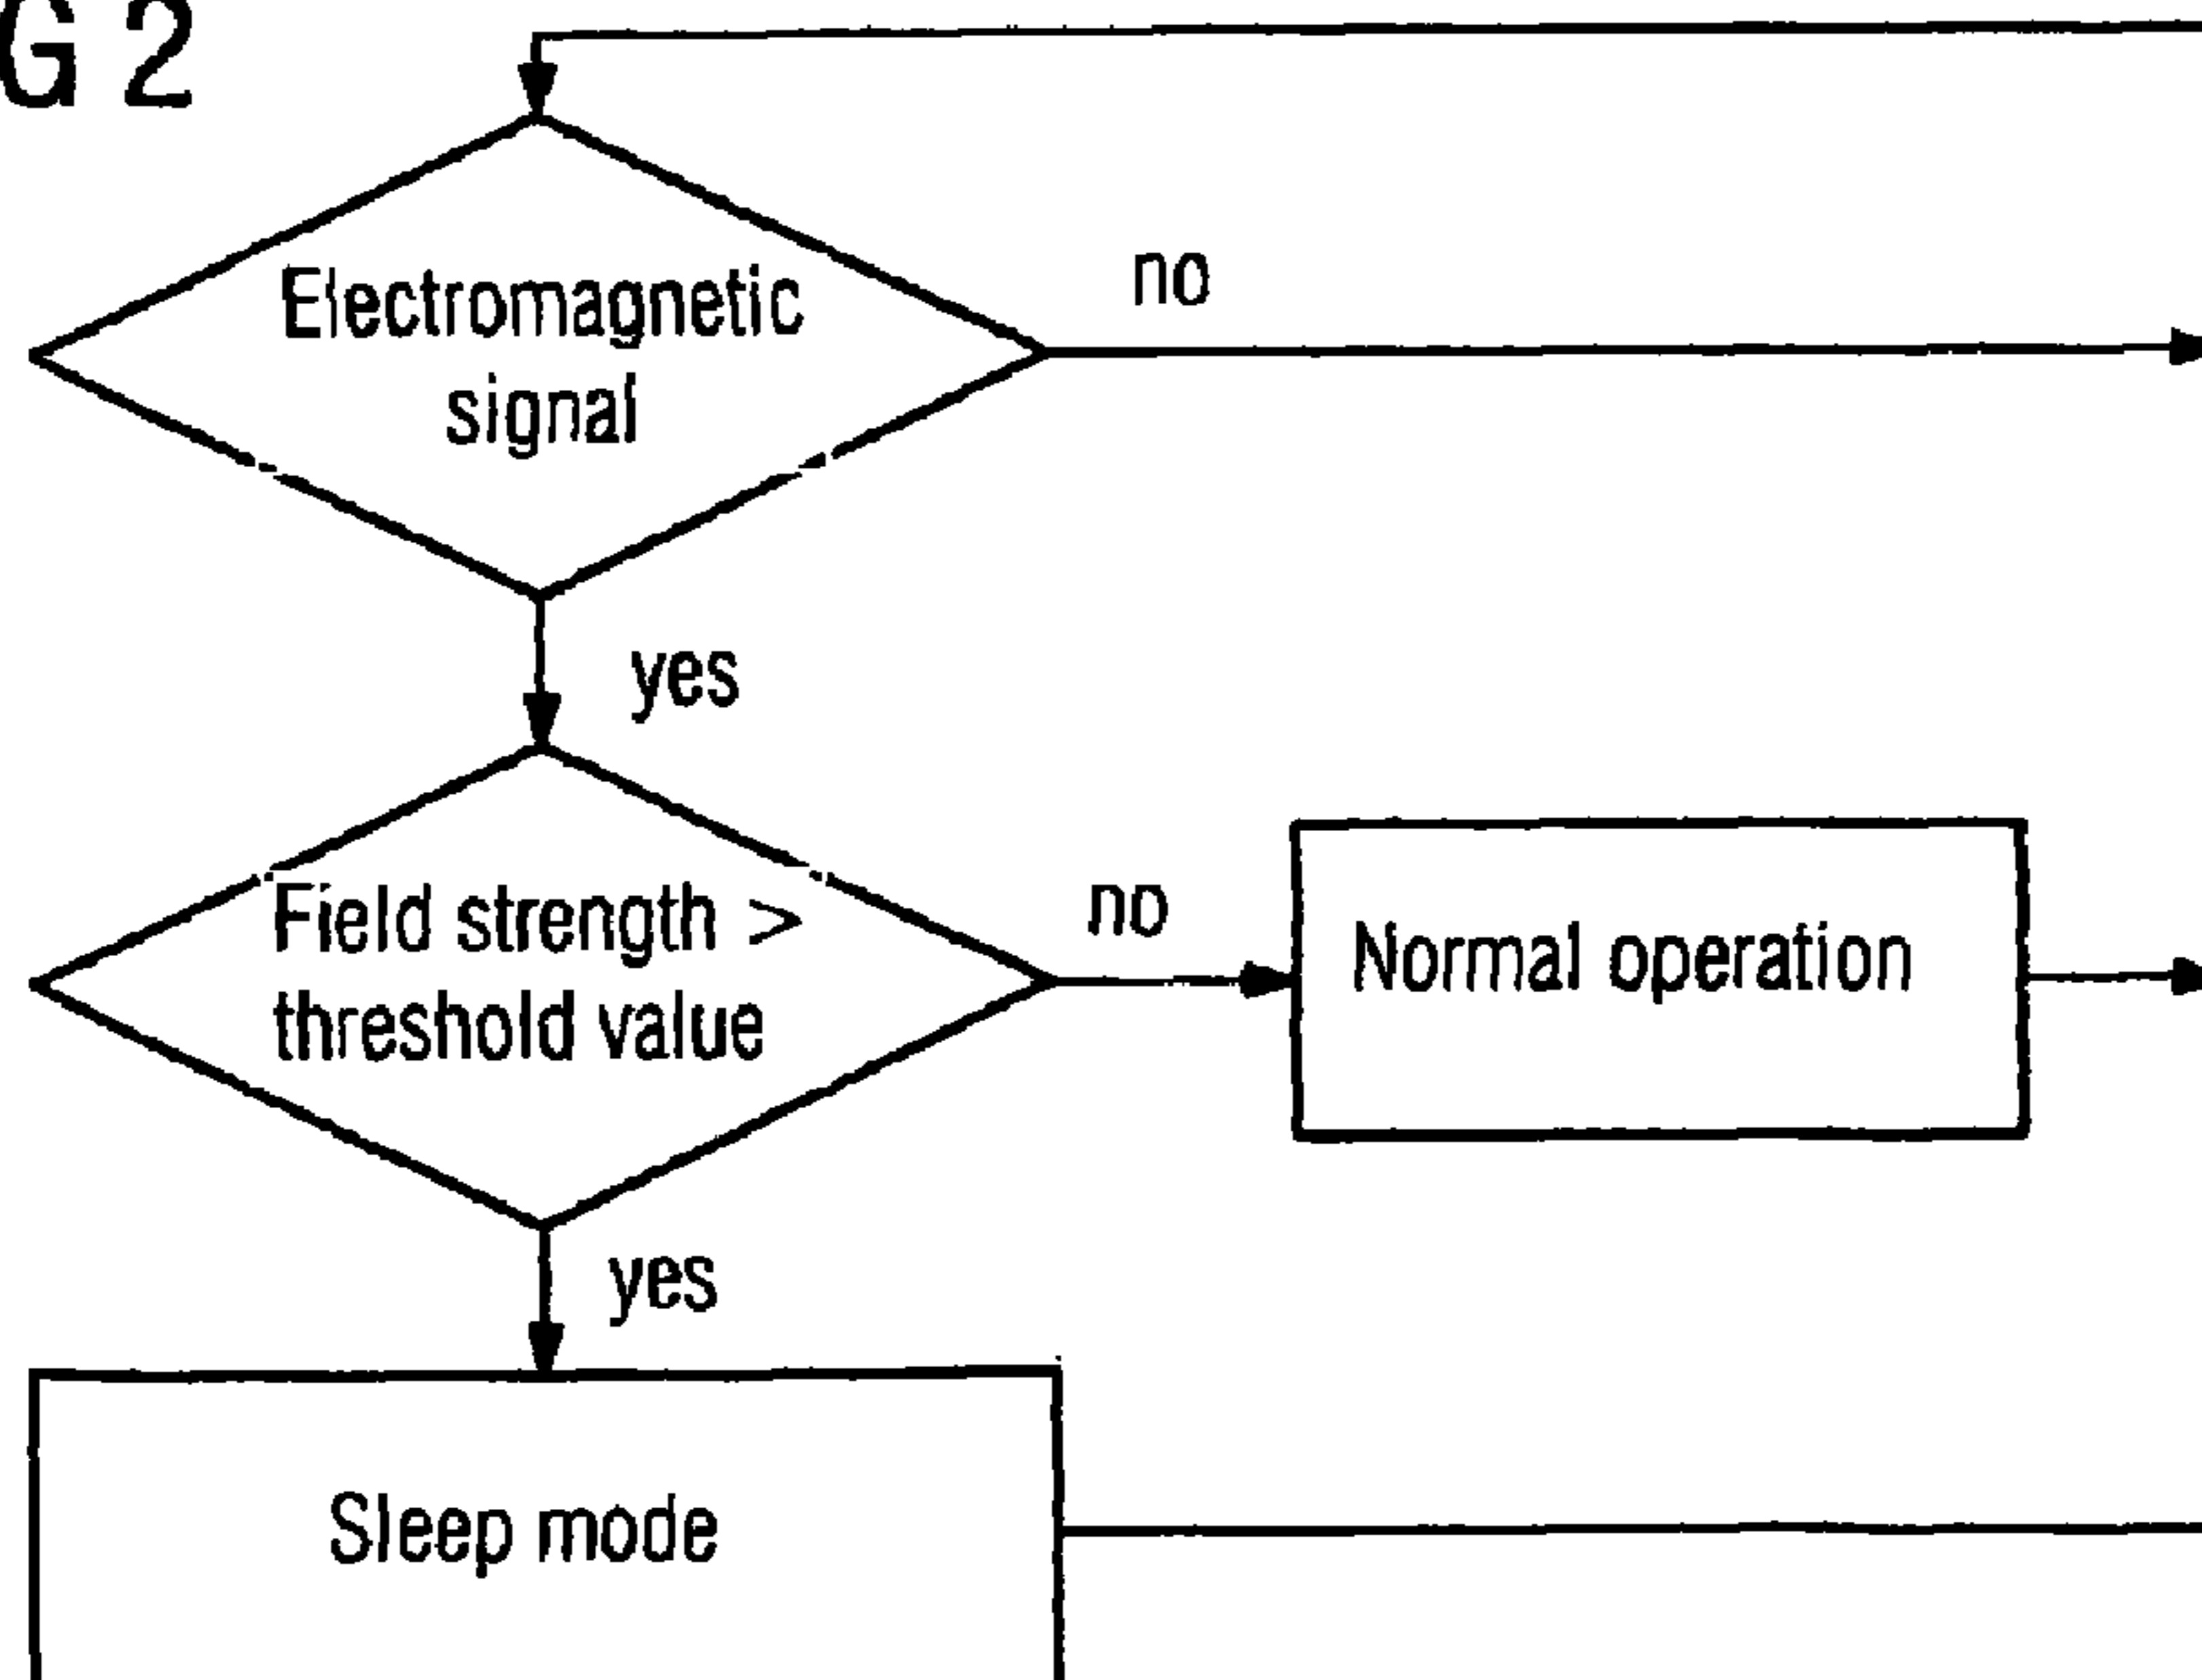 G 2
Electromagnetic
signal
no
yes
Field strength >
threshold value
no
Normal operation
yes
Sleep mode